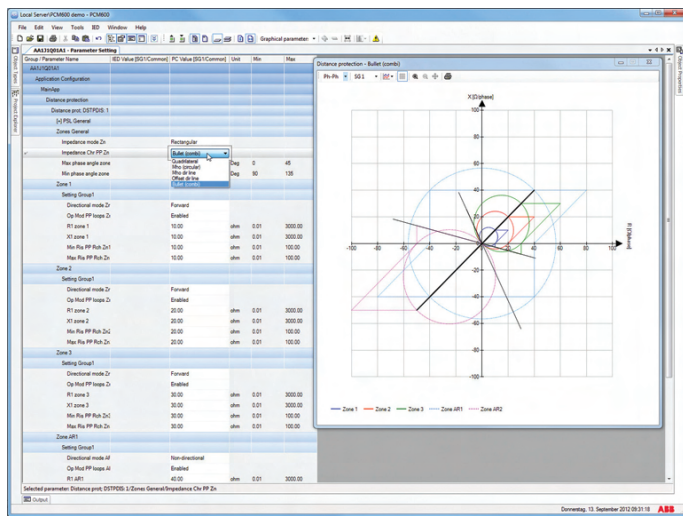 Local Server\PCM600 demo - PCM600
File Edit View Tools IED Window Help
Graphical parameter:
AA1J1Q01A1 - Parameter Setting
Group / Parameter Name IED Value [SG1/Common] PC Value [SG1/Common] Unit Min Max
AA1J1Q01A1
Application Configuration
MainApp
Distance protection
Distance prot; DSTPDIS: 1
[+] PSL General
Zones General
Impedance mode Zn Rectangular
Impedance Chr PP Zn Bullet (combi)
Quadrilateral
Mho (circular)
Mho dir line
Offset dir line
Bullet (combi)
Max phase angle zone Deg 0 45
Min phase angle zone Deg 90 135
Zone 1
Setting Group1
Directional mode Zr Forward
Op Mod PP loops Zr Enabled
R1 zone 1 10.00 ohm 0.01 3000.00
X1 zone 1 10.00 ohm 0.01 3000.00
Min Ris PP Rch Zn1 10.00 ohm 0.01 100.00
Max Ris PP Rch Zn1 10.00 ohm 0.01 100.00
Zone 2
Setting Group1
Directional mode Zr Forward
Op Mod PP loops Zr Enabled
R1 zone 2 20.00 ohm 0.01 3000.00
X1 zone 2 20.00 ohm 0.01 3000.00
Min Ris PP Rch Zn2 20.00 ohm 0.01 100.00
Max Ris PP Rch Zn2 20.00 ohm 0.01 100.00
Zone 3
Setting Group1
Directional mode Zr Forward
Op Mod PP loops Zr Enabled
R1 zone 3 30.00 ohm 0.01 3000.00
X1 zone 3 30.00 ohm 0.01 3000.00
Min Ris PP Rch Zn3 30.00 ohm 0.01 100.00
Max Ris PP Rch Zn3 30.00 ohm 0.01 100.00
Zone AR1
Setting Group1
Directional mode AF Non-directional
Op Mod PP loops AI Enabled
R1 AR1 40.00 ohm 0.01 3000.00
Selected parameter: Distance prot; DSTPDIS: 1/Zones General/Impedance Chr PP Zn
Output
Object Types
Project Explorer
Object Properties
Distance protection - Bullet (combi)
Ph-Ph SG1
X [Ω/phase]
R [Ω/phase]
100
80
60
40
20
-100 -80 -60 -40 -20 0 20 40 60 80 100
-20
-40
-60
-80
-100
Zone 1 Zone 2 Zone 3 Zone AR1 Zone AR2
Donnerstag, 13. September 2012 09:31:18 ABB